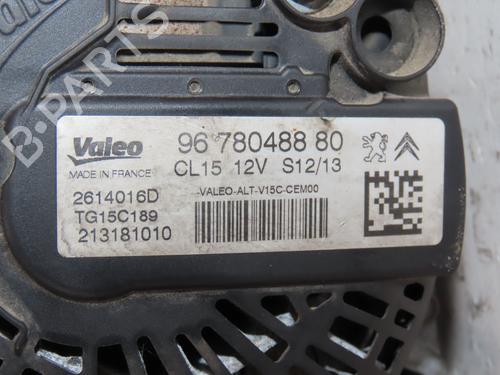 B-PARTS
Valeo
MADE IN FRANCE
96 780488 80
CL15 12V S12/13
2614016D
TG15C189
213181010
VALEO-ALT-V15C-CEM00